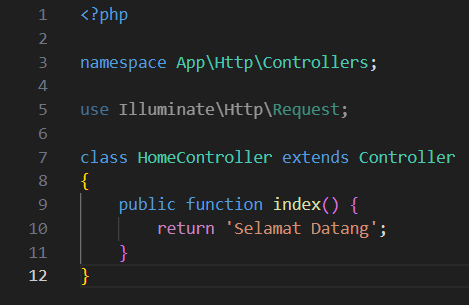 1 <?php
2
3 namespace App\Http\Controllers;
4
5 use Illuminate\Http\Request;
6
7 class HomeController extends Controller
8 {
9     public function index() {
10         return 'Selamat Datang';
11     }
12 }